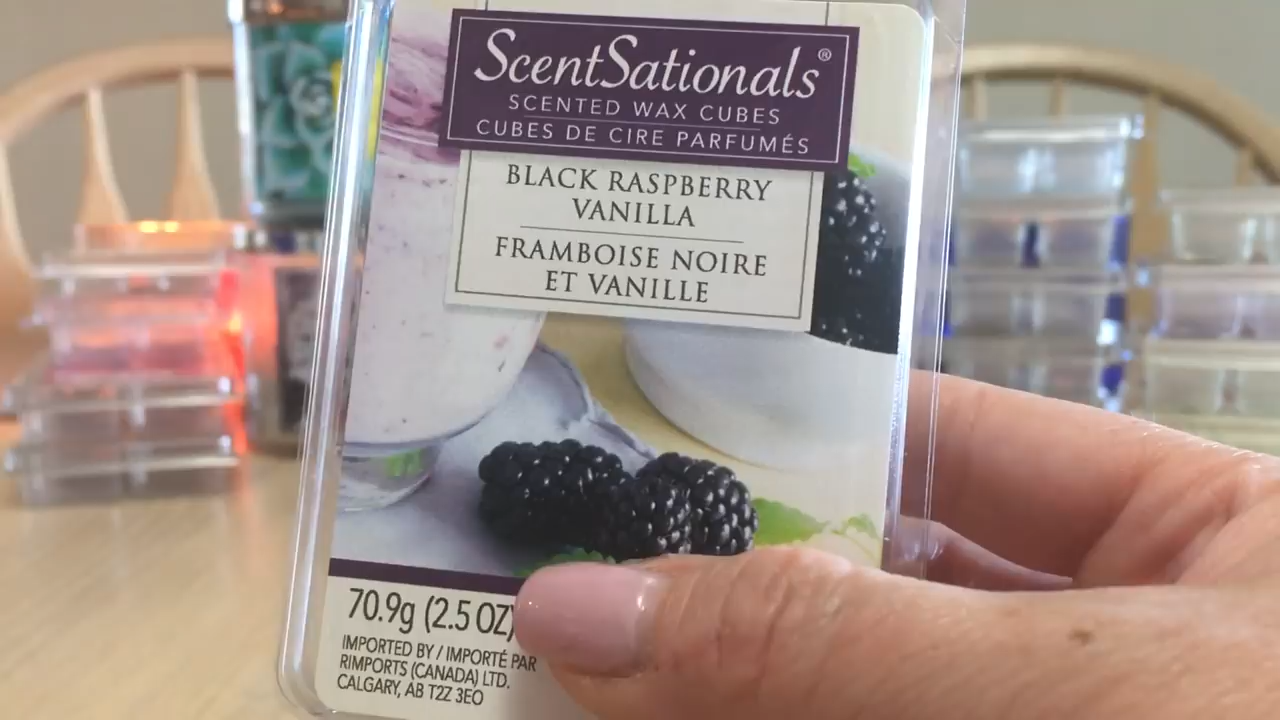 ScentSationals®
SCENTED WAX CUBES
CUBES DE CIRE PARFUMÉS
BLACK RASPBERRY
VANILLA
FRAMBOISE NOIRE
ET VANILLE
70.9g (2.5 OZ)
IMPORTED BY / IMPORTÉ PAR
RIMPORTS (CANADA) LTD.
CALGARY, AB T2Z 3EO